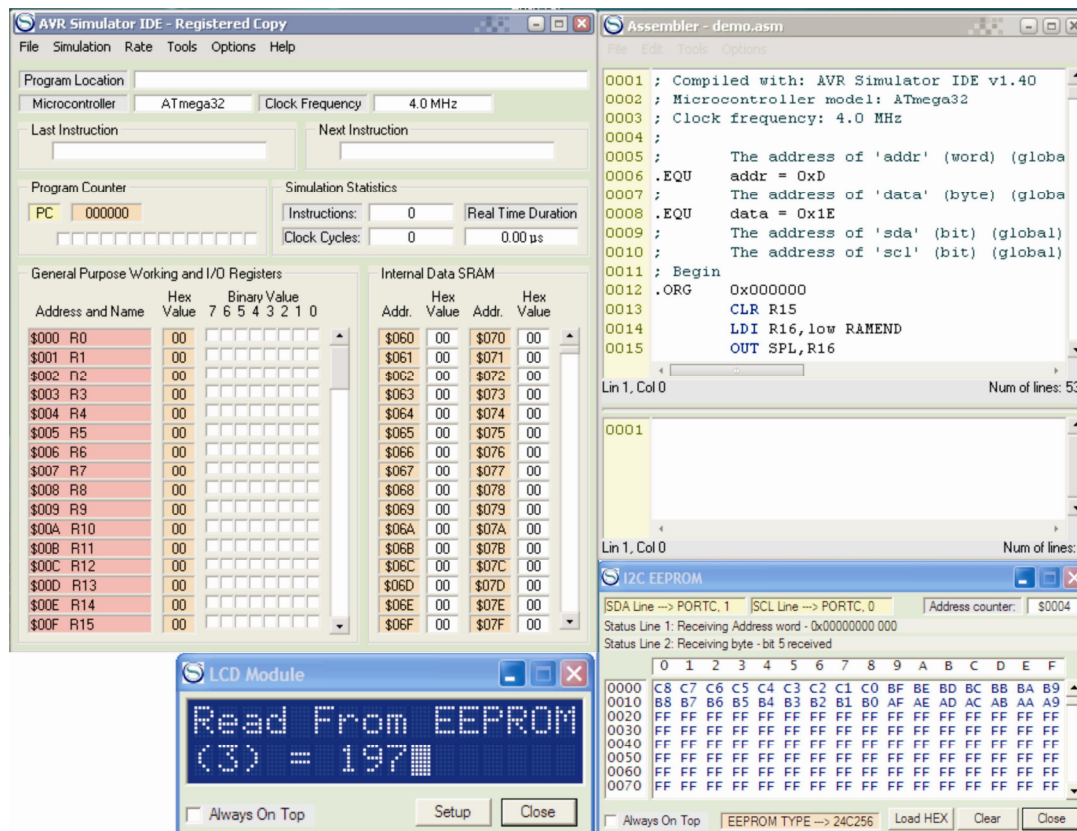 AVR Simulator IDE - Registered Copy
File Simulation Rate Tools Options Help
Program Location
Microcontroller ATmega32 Clock Frequency 4.0 MHz
Last Instruction Next Instruction
Program Counter Simulation Statistics
PC 000000 Instructions: 0 Real Time Duration
Clock Cycles: 0 0.00 µs
General Purpose Working and I/O Registers Internal Data SRAM
Hex Binary Value Hex Hex
Address and Name Value 7 6 5 4 3 2 1 0 Addr. Value Addr. Value
$000 R0 00 $060 00 $070 00
$001 R1 00 $061 00 $071 00
$002 R2 00 $062 00 $072 00
$003 R3 00 $063 00 $073 00
$004 R4 00 $064 00 $074 00
$005 R5 00 $065 00 $075 00
$006 R6 00 $066 00 $076 00
$007 R7 00 $067 00 $077 00
$008 R8 00 $068 00 $078 00
$009 R9 00 $069 00 $079 00
$00A R10 00 $06A 00 $07A 00
$00B R11 00 $06B 00 $07B 00
$00C R12 00 $06C 00 $07C 00
$00D R13 00 $06D 00 $07D 00
$00E R14 00 $06E 00 $07E 00
$00F R15 00 $06F 00 $07F 00
Assembler - demo.asm
File Edit Tools Options
0001 ; Compiled with: AVR Simulator IDE v1.40
0002 ; Microcontroller model: ATmega32
0003 ; Clock frequency: 4.0 MHz
0004 ;
0005 ; The address of 'addr' (word) (globa
0006 .EQU addr = 0xD
0007 ; The address of 'data' (byte) (globa
0008 .EQU data = 0x1E
0009 ; The address of 'sda' (bit) (global)
0010 ; The address of 'scl' (bit) (global)
0011 ; Begin
0012 .ORG 0x000000
0013 CLR R15
0014 LDI R16,low RAMEND
0015 OUT SPL,R16
Lin 1, Col 0 Num of lines: 53
0001
Lin 1, Col 0 Num of lines:
I2C EEPROM
SDA Line ---> PORTC, 1 SCL Line ---> PORTC, 0 Address counter: $0004
Status Line 1: Receiving Address word - 0x00000000 000
Status Line 2: Receiving byte - bit 5 received
0 1 2 3 4 5 6 7 8 9 A B C D E F
0000 C8 C7 C6 C5 C4 C3 C2 C1 C0 BF BE BD BC BB BA B9
0010 B8 B7 B6 B5 B4 B3 B2 B1 B0 AF AE AD AC AB AA A9
0020 FF FF FF FF FF FF FF FF FF FF FF FF FF FF FF FF
0030 FF FF FF FF FF FF FF FF FF FF FF FF FF FF FF FF
0040 FF FF FF FF FF FF FF FF FF FF FF FF FF FF FF FF
0050 FF FF FF FF FF FF FF FF FF FF FF FF FF FF FF FF
0060 FF FF FF FF FF FF FF FF FF FF FF FF FF FF FF FF
0070 FF FF FF FF FF FF FF FF FF FF FF FF FF FF FF FF
Always On Top EEPROM TYPE ---> 24C256 Load HEX Clear Close
LCD Module
Read From EEPROM
(3) = 197
Always On Top Setup Close